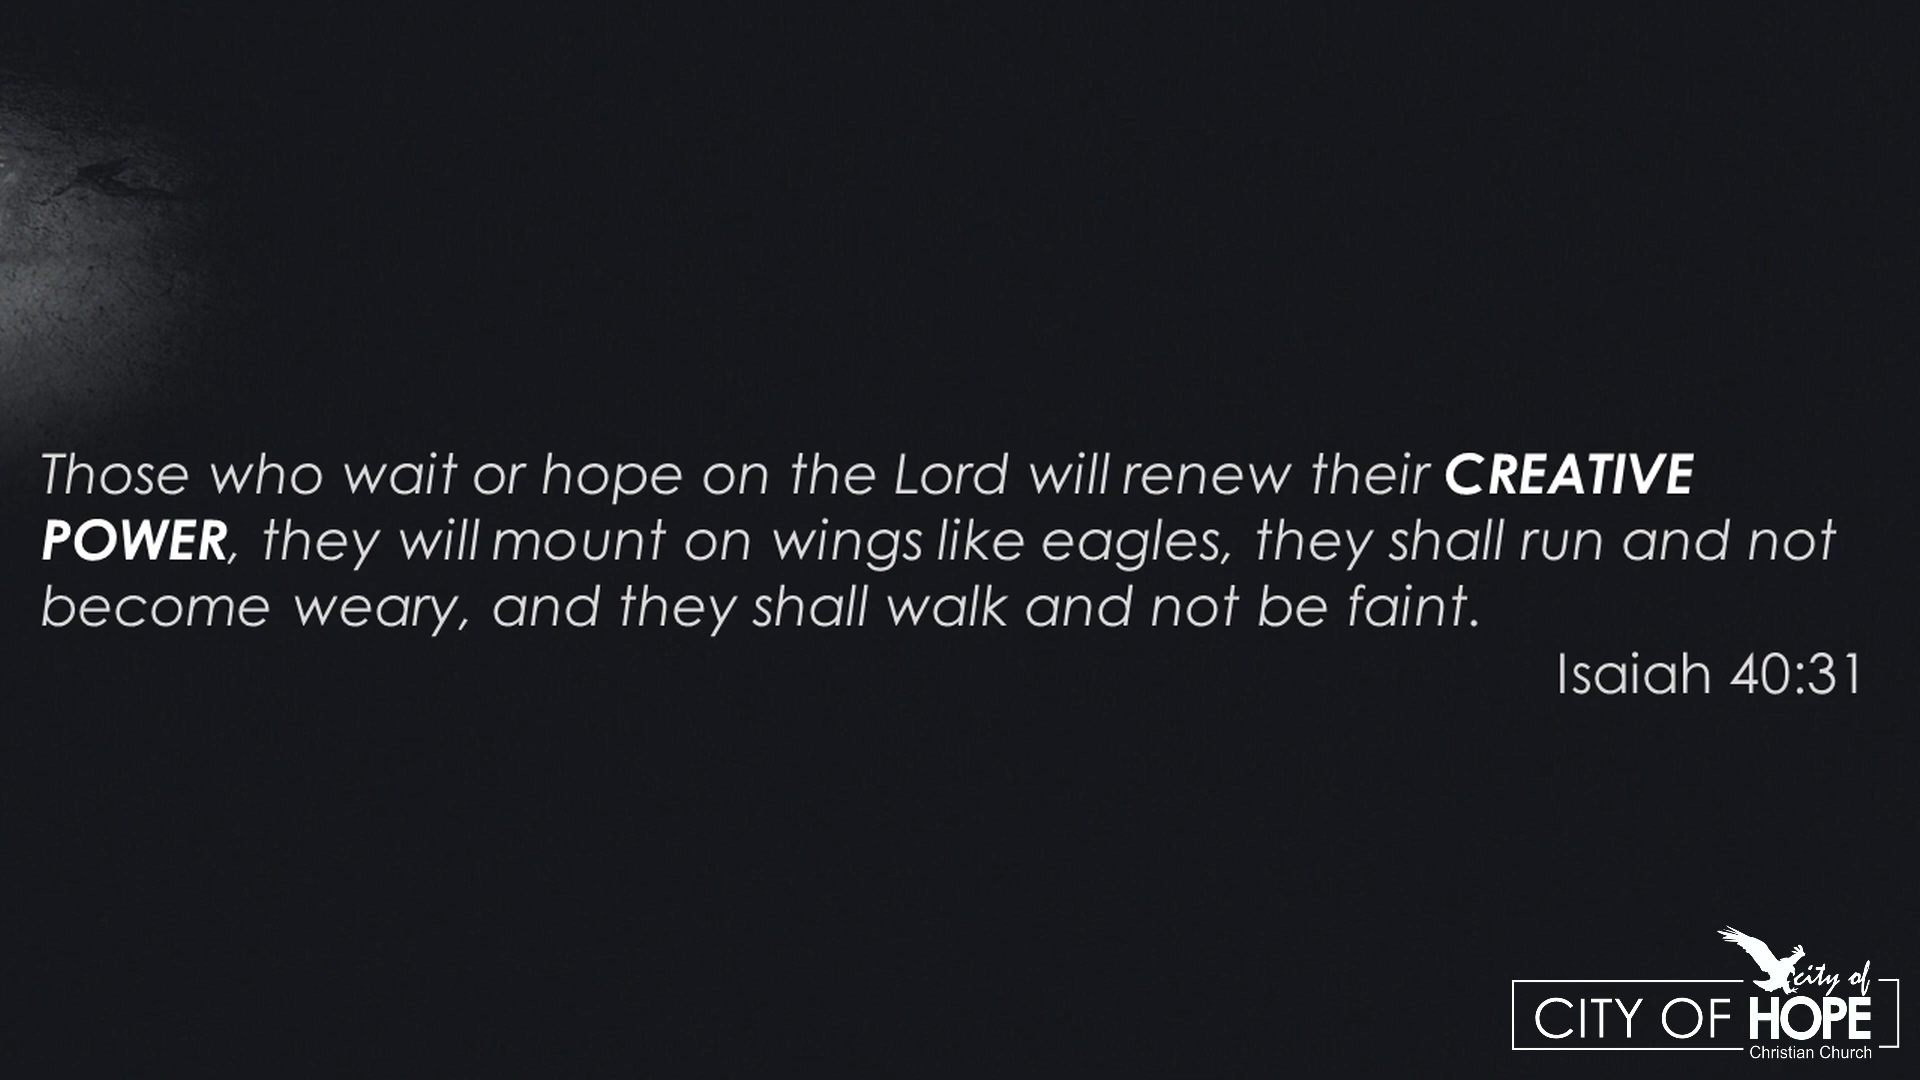 Those who wait or hope on the Lord will renew their CREATIVE
POWER, they will mount on wings like eagles, they shall run and not
become weary, and they shall walk and not be faint.
Isaiah 40:31
city of
CITY OF HOPE
Christian Church